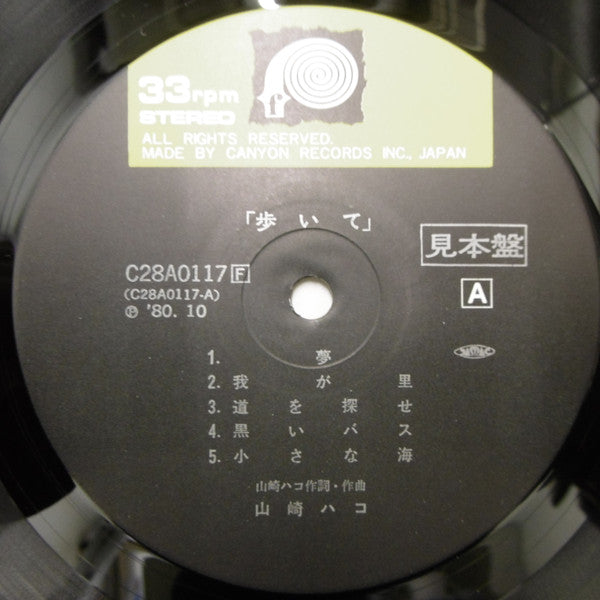 f
33rpm
STEREO
ALL RIGHTS RESERVED.
MADE BY CANYON RECORDS INC., JAPAN
「歩いて」
見本盤
C28A0117 F
(C28A0117-A)
A
Ⓟ '80. 10
1. 夢
2. 我が里
3. 道を探せ
4. 黒いバス
5. 小さな海
山崎ハコ作詞・作曲
山崎ハコ